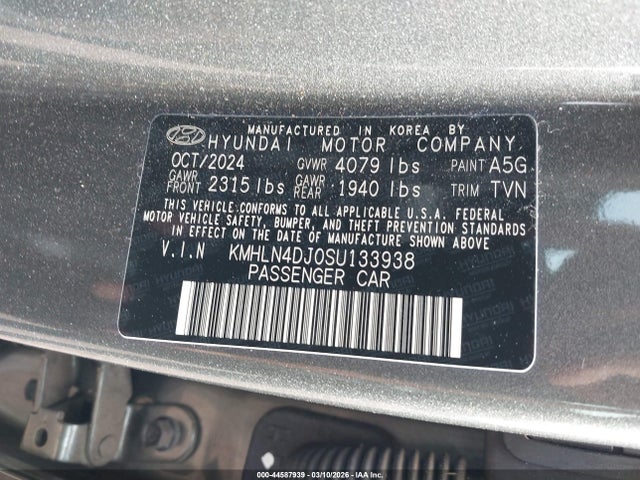 MANUFACTURED IN KOREA BY
HYUNDAI MOTOR COMPANY
OCT/2024 GVWR 4079 lbs PAINT A5G
GAWR FRONT 2315 lbs GAWR REAR 1940 lbs TRIM TVN
THIS VEHICLE CONFORMS TO ALL APPLICABLE U.S.A. FEDERAL
MOTOR VEHICLE SAFETY, BUMPER, AND THEFT PREVENTION STANDARDS
IN EFFECT ON THE DATE OF MANUFACTURE SHOWN ABOVE.
V.I.N KMHLN4DJ0SU133938
PASSENGER CAR
000-44587939 - 03/10/2026 - IAA Inc.